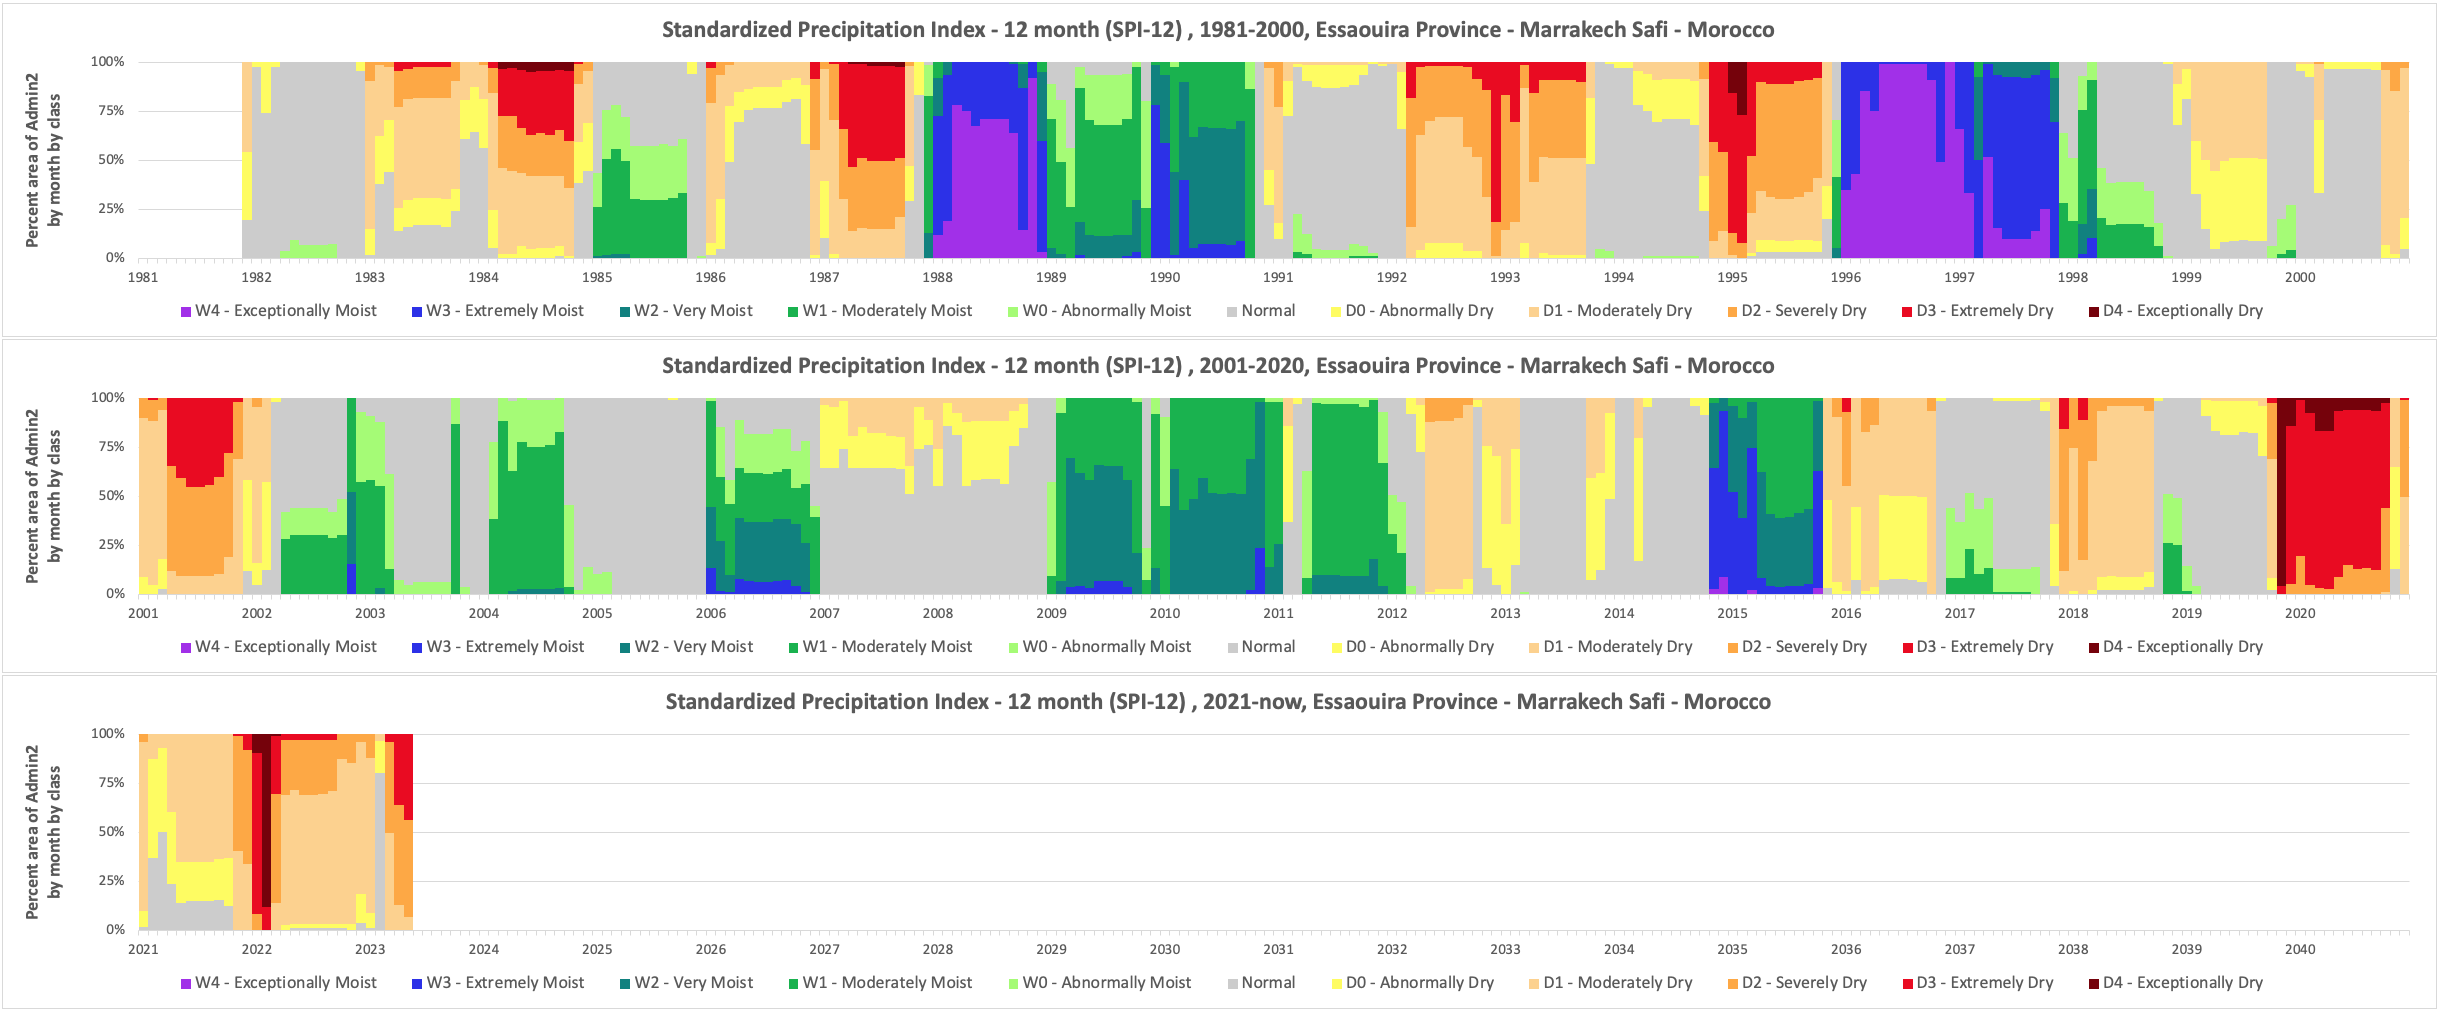 Standardized Precipitation Index - 12 month (SPI-12) , 1981-2000, Essaouira Province - Marrakech Safi - Morocco
Percent area of Admin2
by month by class
100%
75%
50%
25%
0%
1981 1982 1983 1984 1985 1986 1987 1988 1989 1990 1991 1992 1993 1994 1995 1996 1997 1998 1999 2000
W4 - Exceptionally Moist W3 - Extremely Moist W2 - Very Moist W1 - Moderately Moist W0 - Abnormally Moist Normal D0 - Abnormally Dry D1 - Moderately Dry D2 - Severely Dry D3 - Extremely Dry D4 - Exceptionally Dry
Standardized Precipitation Index - 12 month (SPI-12) , 2001-2020, Essaouira Province - Marrakech Safi - Morocco
Percent area of Admin2
by month by class
100%
75%
50%
25%
0%
2001 2002 2003 2004 2005 2006 2007 2008 2009 2010 2011 2012 2013 2014 2015 2016 2017 2018 2019 2020
W4 - Exceptionally Moist W3 - Extremely Moist W2 - Very Moist W1 - Moderately Moist W0 - Abnormally Moist Normal D0 - Abnormally Dry D1 - Moderately Dry D2 - Severely Dry D3 - Extremely Dry D4 - Exceptionally Dry
Standardized Precipitation Index - 12 month (SPI-12) , 2021-now, Essaouira Province - Marrakech Safi - Morocco
Percent area of Admin2
by month by class
100%
75%
50%
25%
0%
2021 2022 2023 2024 2025 2026 2027 2028 2029 2030 2031 2032 2033 2034 2035 2036 2037 2038 2039 2040
W4 - Exceptionally Moist W3 - Extremely Moist W2 - Very Moist W1 - Moderately Moist W0 - Abnormally Moist Normal D0 - Abnormally Dry D1 - Moderately Dry D2 - Severely Dry D3 - Extremely Dry D4 - Exceptionally Dry